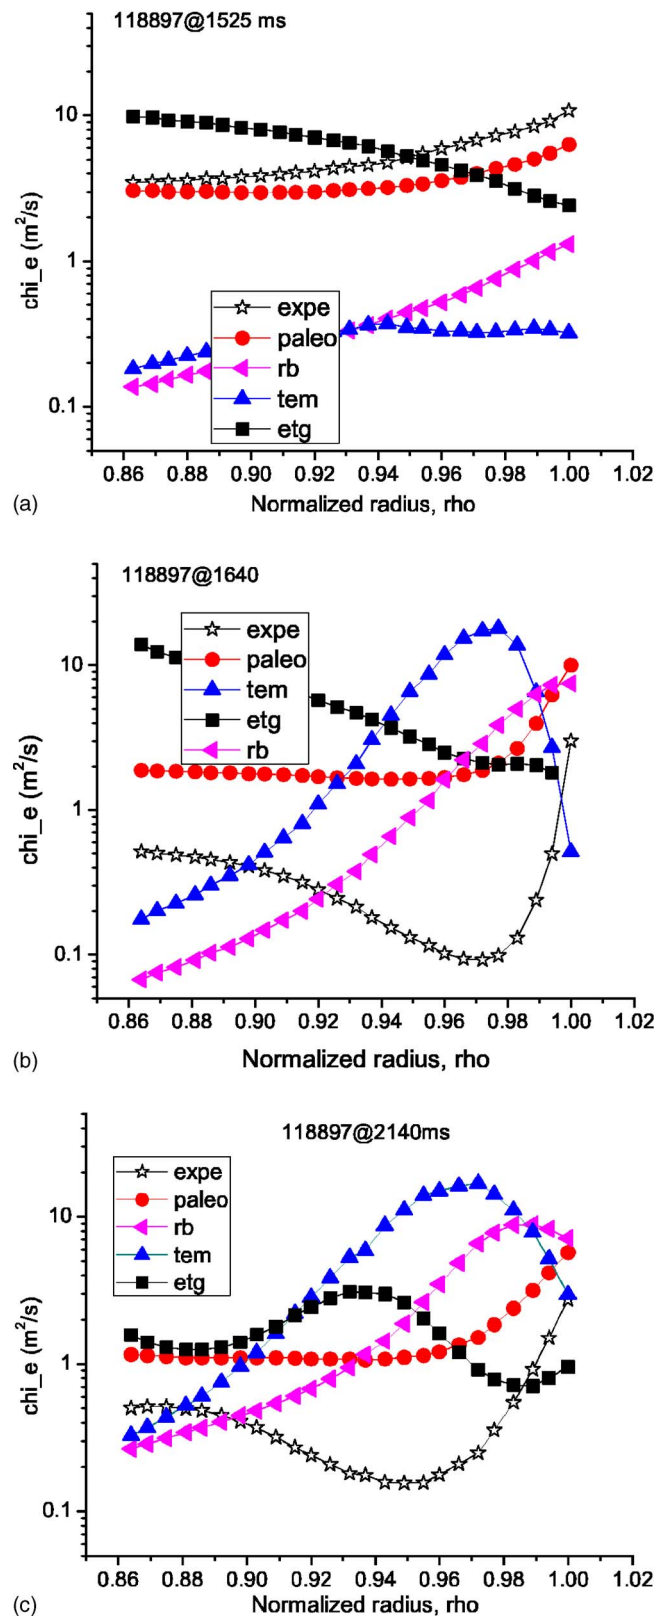 118897@1525 ms
10
1
0.1
chi_e (m²/s)
expe
paleo
rb
tem
etg
0.86 0.88 0.90 0.92 0.94 0.96 0.98 1.00 1.02
(a)
Normalized radius, rho
118897@1640
10
1
0.1
chi_e (m²/s)
expe
paleo
tem
etg
rb
0.86 0.88 0.90 0.92 0.94 0.96 0.98 1.00 1.02
(b)
Normalized radius, rho
118897@2140ms
10
1
0.1
chi_e (m²/s)
expe
paleo
rb
tem
etg
0.86 0.88 0.90 0.92 0.94 0.96 0.98 1.00 1.02
(c)
Normalized radius, rho